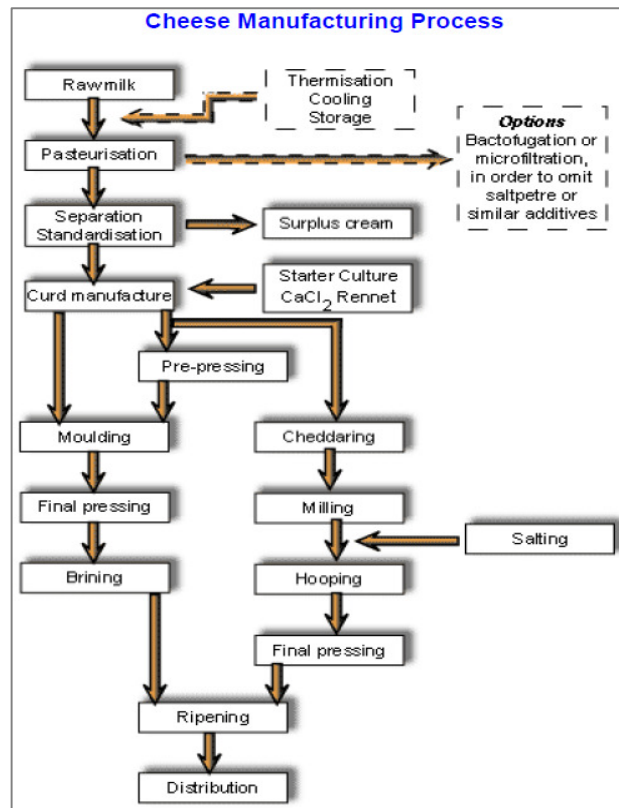 Cheese Manufacturing Process
Rawmilk
Thermisation
Cooling
Storage
Pasteurisation
Options
Bactofugation or
microfiltration,
in order to omit
saltpetre or
similar additives
Separation
Standardisation
Surplus cream
Curd manufacture
Starter Culture
CaCl₂ Rennet
Pre-pressing
Moulding
Cheddaring
Final pressing
Milling
Salting
Brining
Hooping
Final pressing
Ripening
Distribution